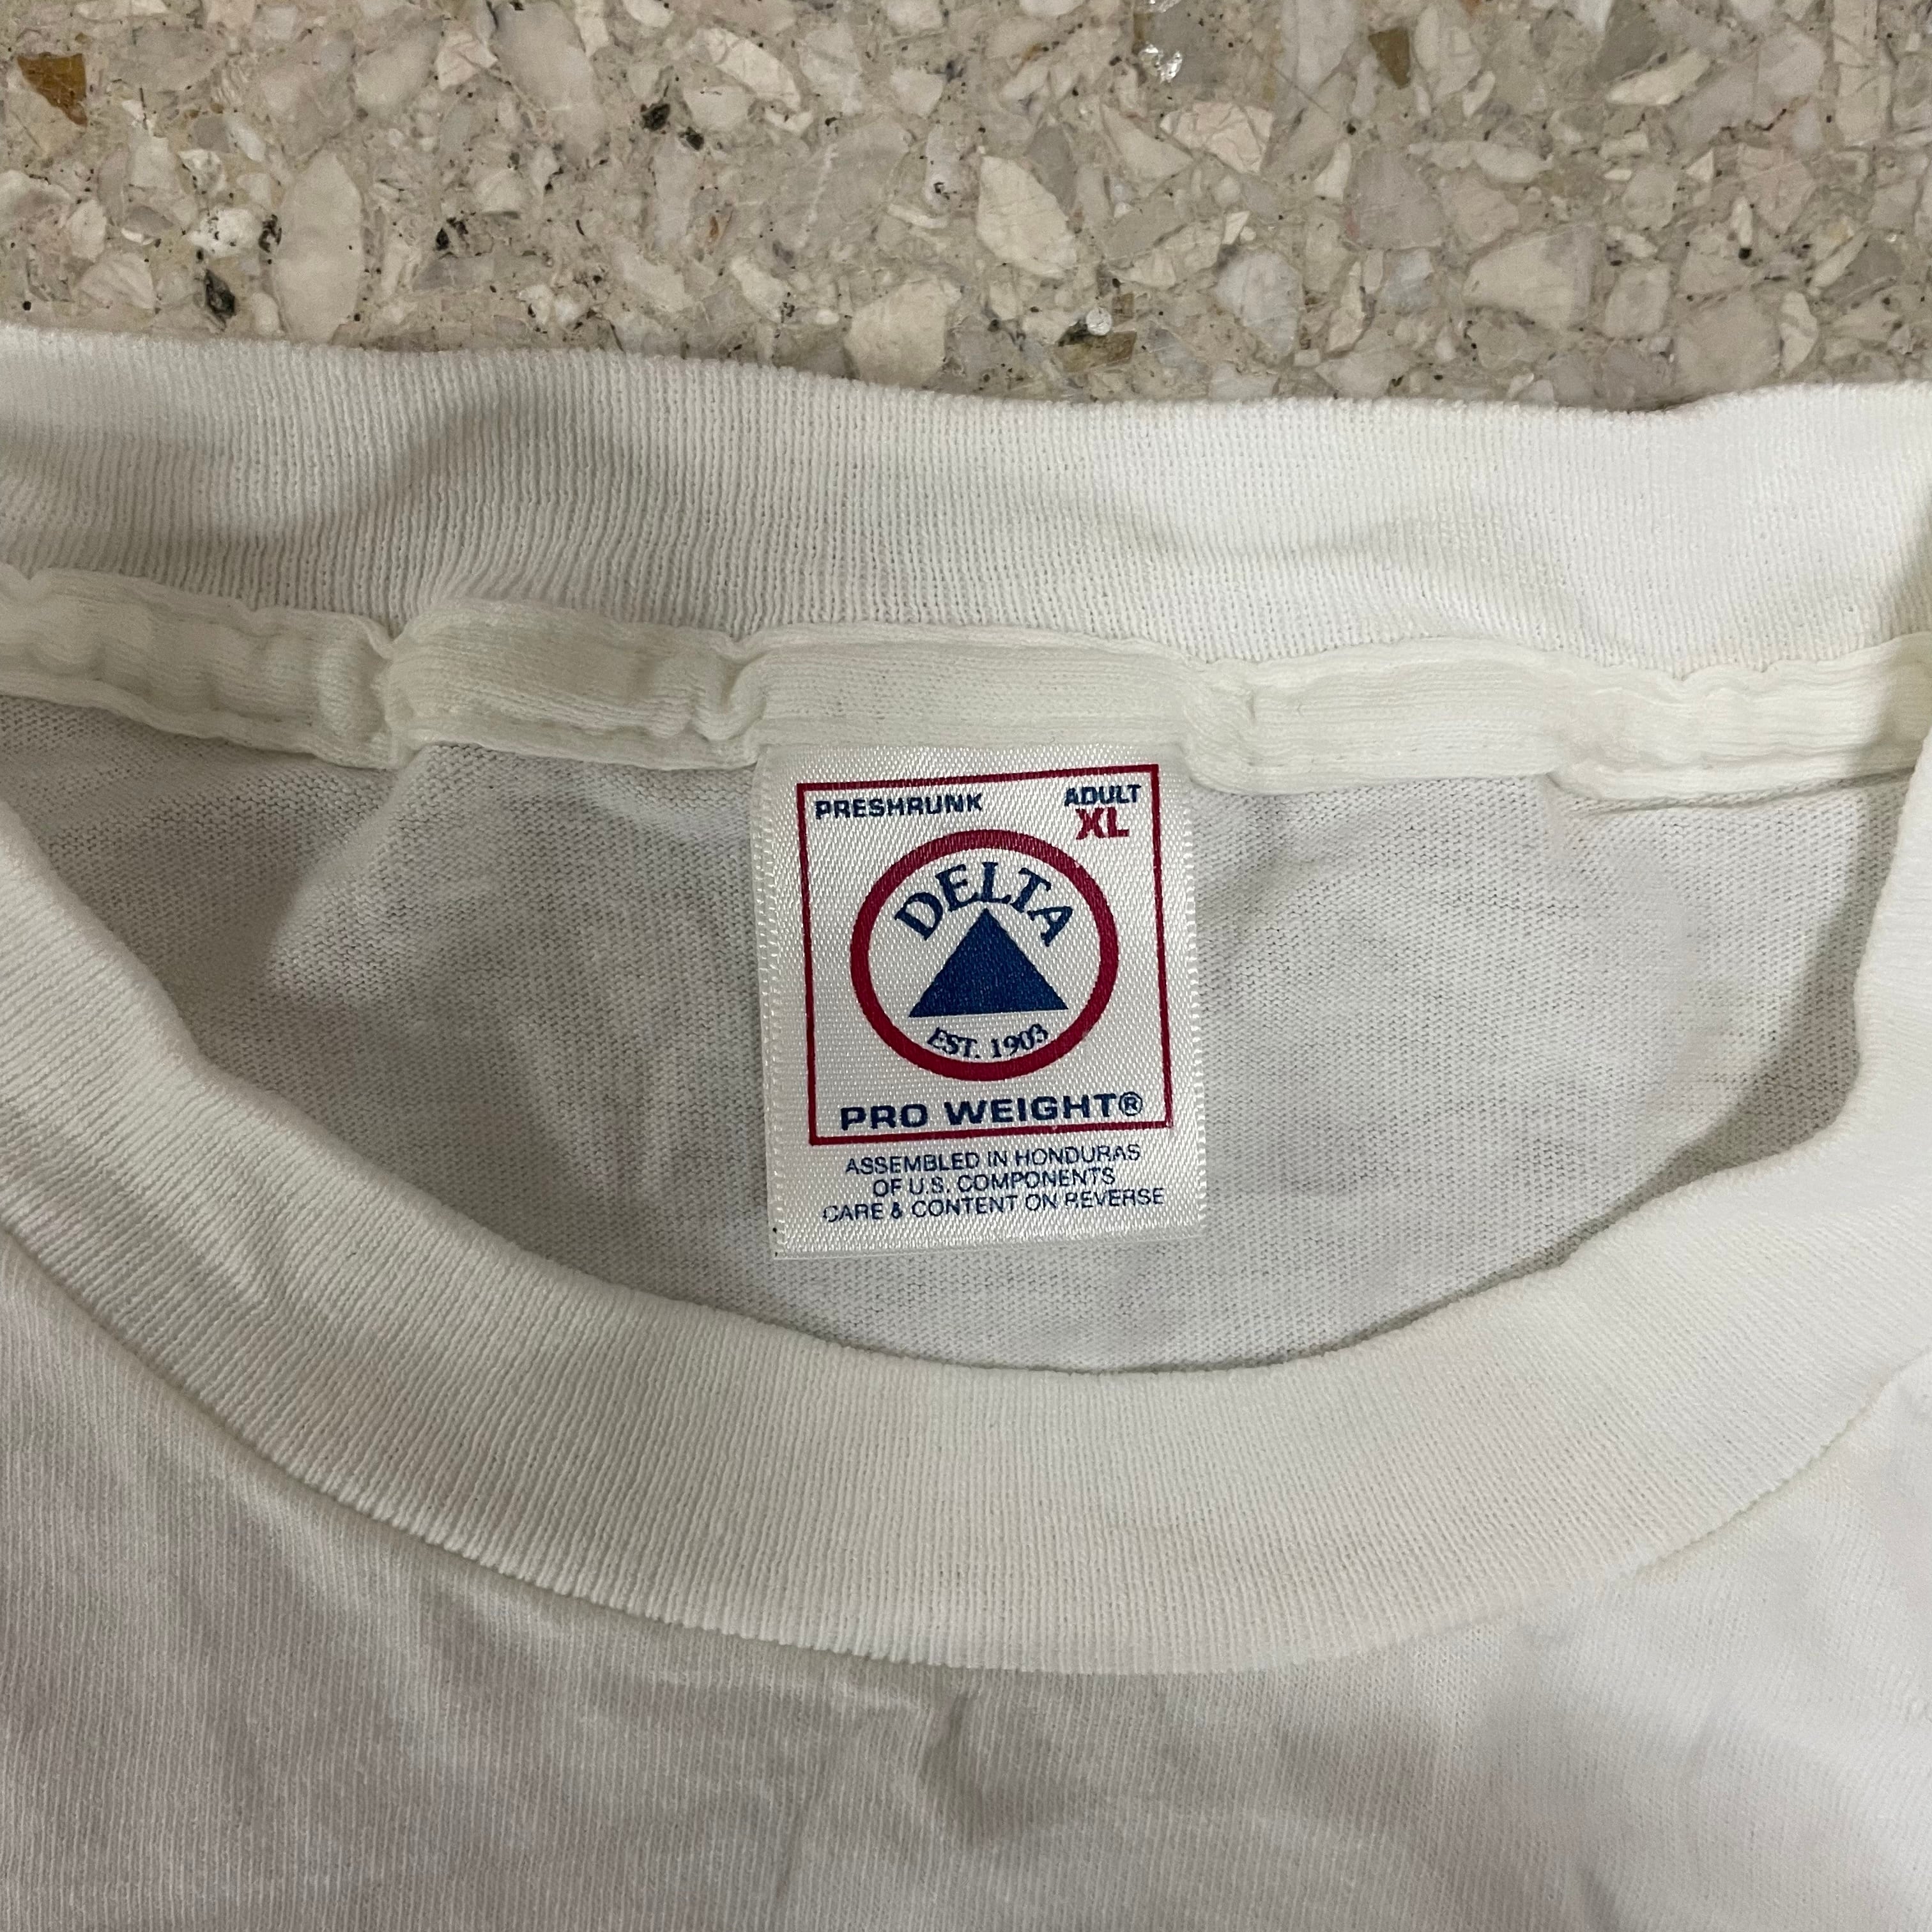 PRESHRUNK
ADULT
XL
DELTA
EST. 1903
PRO WEIGHT®
ASSEMBLED IN HONDURAS
OF U.S. COMPONENTS
CARE & CONTENT ON REVERSE